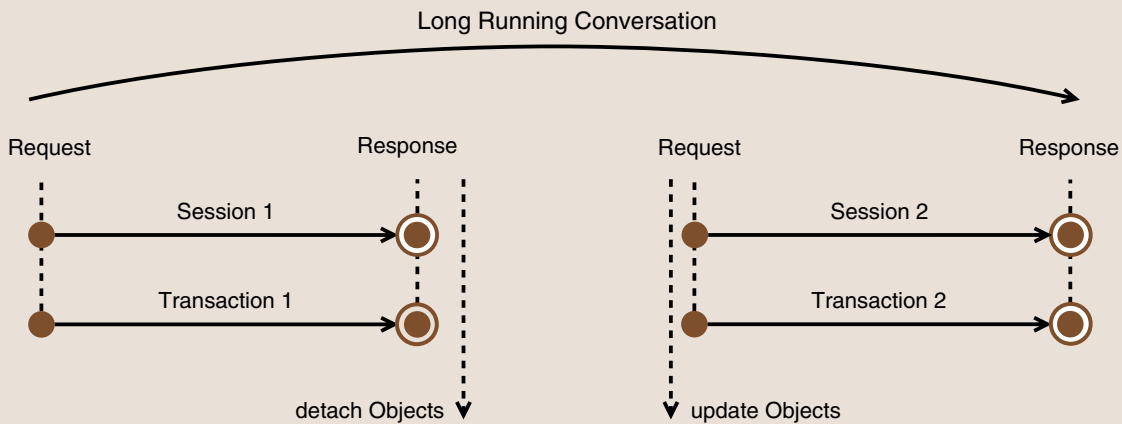 Long Running Conversation
Request
Response
Request
Response
Session 1
Session 2
Transaction 1
Transaction 2
detach Objects
update Objects